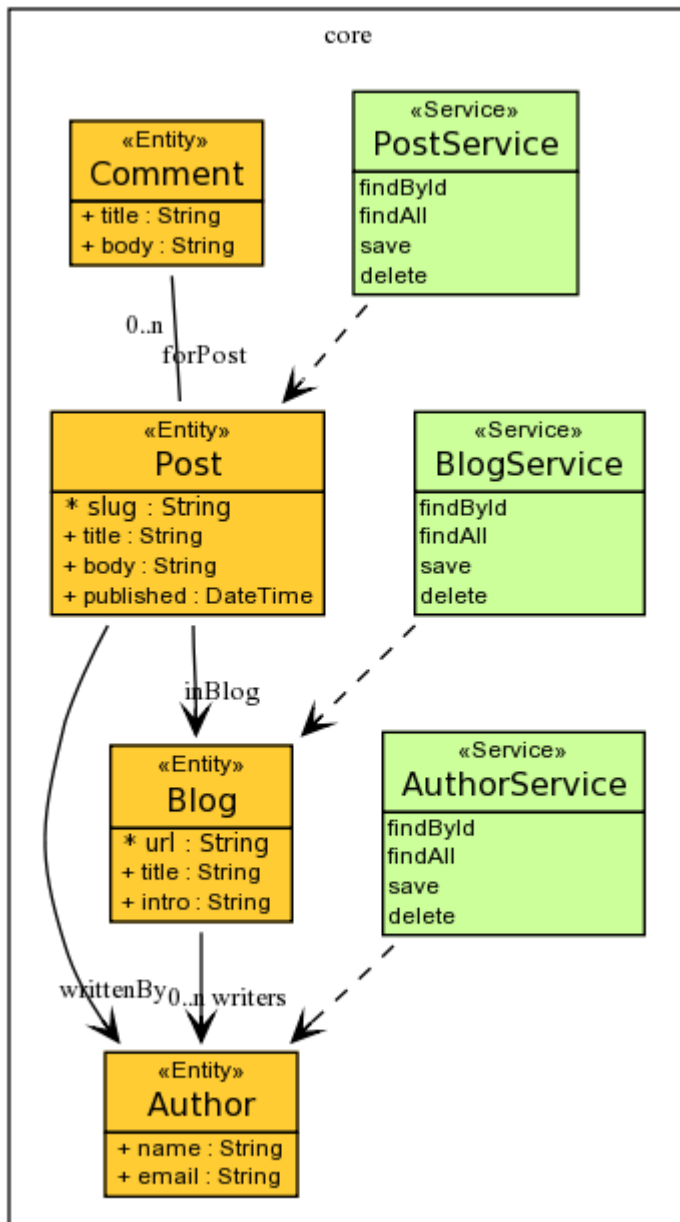 core
«Entity»
Comment
+ title : String
+ body : String
«Service»
PostService
findById
findAll
save
delete
0..n
forPost
«Entity»
Post
* slug : String
+ title : String
+ body : String
+ published : DateTime
«Service»
BlogService
findById
findAll
save
delete
inBlog
«Entity»
Blog
* url : String
+ title : String
+ intro : String
«Service»
AuthorService
findById
findAll
save
delete
writtenBy
0..n writers
«Entity»
Author
+ name : String
+ email : String